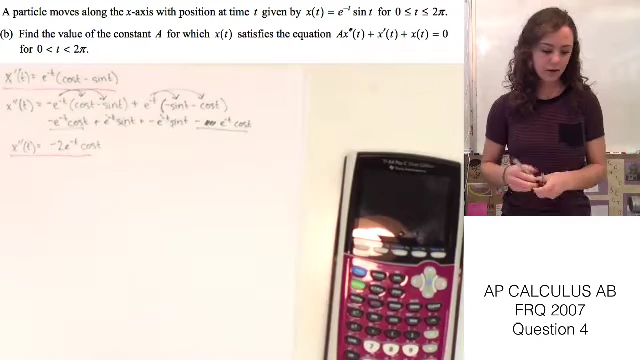 A particle moves along the x-axis with position at time t given by x(t) = e^{-t} sin t for 0 ≤ t ≤ 2π.
(b) Find the value of the constant A for which x(t) satisfies the equation Ax″(t) + x′(t) + x(t) = 0
for 0 < t < 2π.
x'(t) = e^{-t}(cost - sint)
x''(t) = -e^{-t}(cost - sint) + e^{-t}(-sint - cost)
-e^{-t}cost + e^{-t}sint + -e^{-t}sint - e^{-t}cost
x''(t) = -2e^{-t}cost
AP CALCULUS AB
FRQ 2007
Question 4